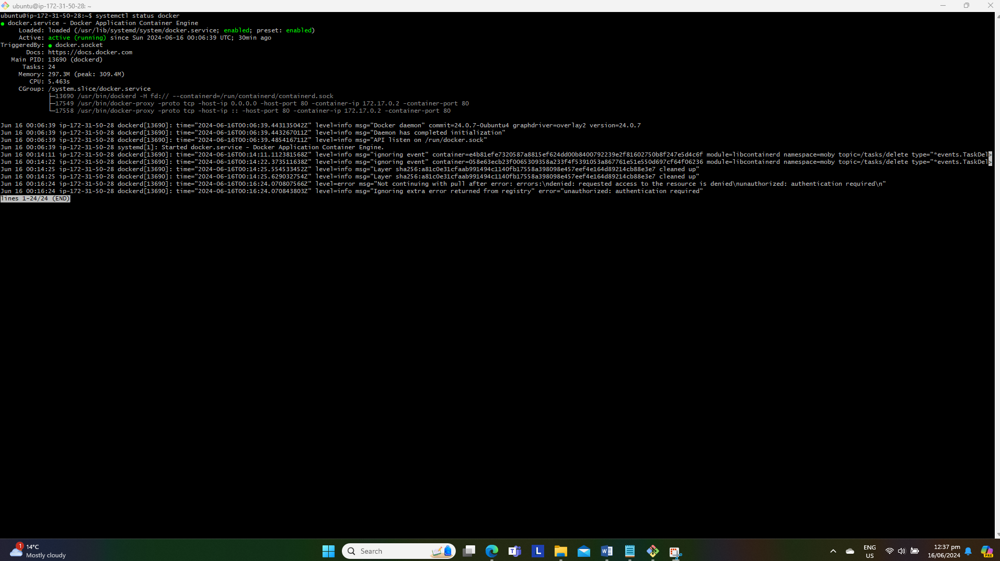 ubuntu@ip-172-31-50-28: ~
ubuntu@ip-172-31-50-28:~$ systemctl status docker
● docker.service - Docker Application Container Engine
Loaded: loaded (/usr/lib/systemd/system/docker.service; enabled; preset: enabled)
Active: active (running) since Sun 2024-06-16 00:06:39 UTC; 30min ago
TriggeredBy: ● docker.socket
Docs: https://docs.docker.com
Main PID: 13690 (dockerd)
Tasks: 24
Memory: 297.3M (peak: 309.4M)
CPU: 5.463s
CGroup: /system.slice/docker.service
├─13690 /usr/bin/dockerd -H fd:// --containerd=/run/containerd/containerd.sock
├─17549 /usr/bin/docker-proxy -proto tcp -host-ip 0.0.0.0 -host-port 80 -container-ip 172.17.0.2 -container-port 80
└─17558 /usr/bin/docker-proxy -proto tcp -host-ip :: -host-port 80 -container-ip 172.17.0.2 -container-port 80
Jun 16 00:06:39 ip-172-31-50-28 dockerd[13690]: time="2024-06-16T00:06:39.443135042Z" level=info msg="Docker daemon" commit=24.0.7-0ubuntu4 graphdriver=overlay2 version=24.0.7
Jun 16 00:06:39 ip-172-31-50-28 dockerd[13690]: time="2024-06-16T00:06:39.443267011Z" level=info msg="Daemon has completed initialization"
Jun 16 00:06:39 ip-172-31-50-28 dockerd[13690]: time="2024-06-16T00:06:39.485416711Z" level=info msg="API listen on /run/docker.sock"
Jun 16 00:06:39 ip-172-31-50-28 systemd[1]: Started docker.service - Docker Application Container Engine.
Jun 16 00:14:11 ip-172-31-50-28 dockerd[13690]: time="2024-06-16T00:14:11.112381568Z" level=info msg="ignoring event" container=e4b81efe7320587a8815ef624dd00b8400792239e2f81602750b8f247e5d4c6f module=libcontainerd namespace=moby topic=/tasks/delete type="*events.TaskDel>
Jun 16 00:14:22 ip-172-31-50-28 dockerd[13690]: time="2024-06-16T00:14:22.373511638Z" level=info msg="ignoring event" container=058e63ecb23f0065309358a233f4f5391053a867761e51e550d697cf64f06236 module=libcontainerd namespace=moby topic=/tasks/delete type="*events.TaskDel>
Jun 16 00:14:25 ip-172-31-50-28 dockerd[13690]: time="2024-06-16T00:14:25.554533452Z" level=info msg="Layer sha256:a81c0e31cfaab991494c1140fb17558a398098e457eef4e164d89214cb88e3e7 cleaned up"
Jun 16 00:14:25 ip-172-31-50-28 dockerd[13690]: time="2024-06-16T00:14:25.629032754Z" level=info msg="Layer sha256:a81c0e31cfaab991494c1140fb17558a398098e457eef4e164d89214cb88e3e7 cleaned up"
Jun 16 00:16:24 ip-172-31-50-28 dockerd[13690]: time="2024-06-16T00:16:24.070807566Z" level=error msg="Not continuing with pull after error: errors:\ndenied: requested access to the resource is denied\nunauthorized: authentication required\n"
Jun 16 00:16:24 ip-172-31-50-28 dockerd[13690]: time="2024-06-16T00:16:24.070843803Z" level=info msg="Ignoring extra error returned from registry" error="unauthorized: authentication required"
lines 1-24/24 (END)
1
14°C
Mostly cloudy
Search
L
ENG
US
12:37 pm
16/06/2024
PRE